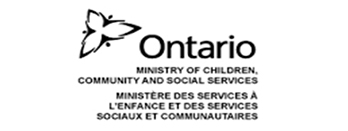 Ontario
MINISTRY OF CHILDREN,
COMMUNITY AND SOCIAL SERVICES
MINISTÈRE DES SERVICES À
L'ENFANCE ET DES SERVICES
SOCIAUX ET COMMUNAUTAIRES